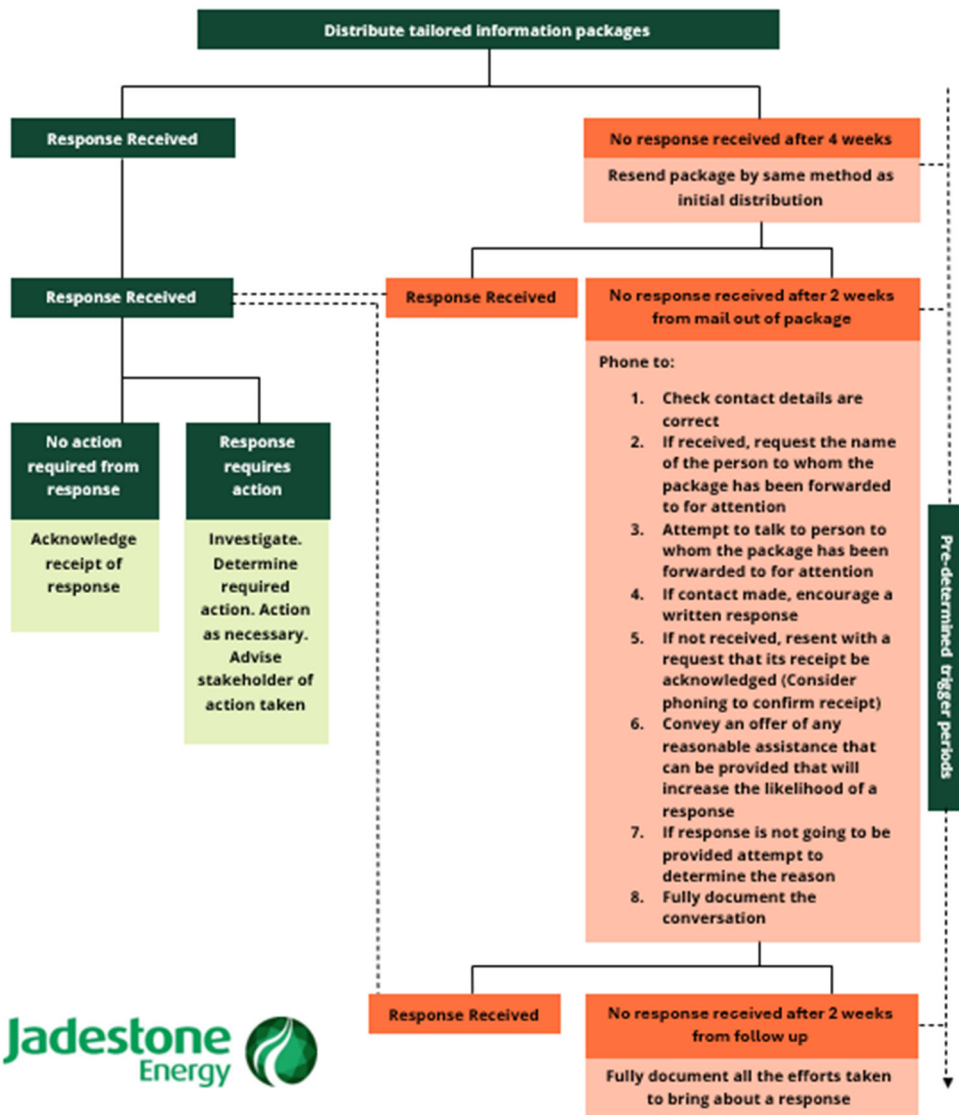 Distribute tailored information packages
Response Received
No response received after 4 weeks
Resend package by same method as
initial distribution
Response Received
Response Received
No response received after 2 weeks
from mail out of package
Phone to:
1. Check contact details are
correct
2. If received, request the name
of the person to whom the
package has been forwarded
to for attention
3. Attempt to talk to person to
whom the package has been
forwarded to for attention
4. If contact made, encourage a
written response
5. If not received, resent with a
request that its receipt be
acknowledged (Consider
phoning to confirm receipt)
6. Convey an offer of any
reasonable assistance that
can be provided that will
increase the likelihood of a
response
7. If response is not going to be
provided attempt to
determine the reason
8. Fully document the
conversation
No action
required from
response
Acknowledge
receipt of
response
Response
requires
action
Investigate.
Determine
required
action. Action
as necessary.
Advise
stakeholder of
action taken
Pre-determined trigger periods
Response Received
No response received after 2 weeks
from follow up
Fully document all the efforts taken
to bring about a response
Jadestone
Energy